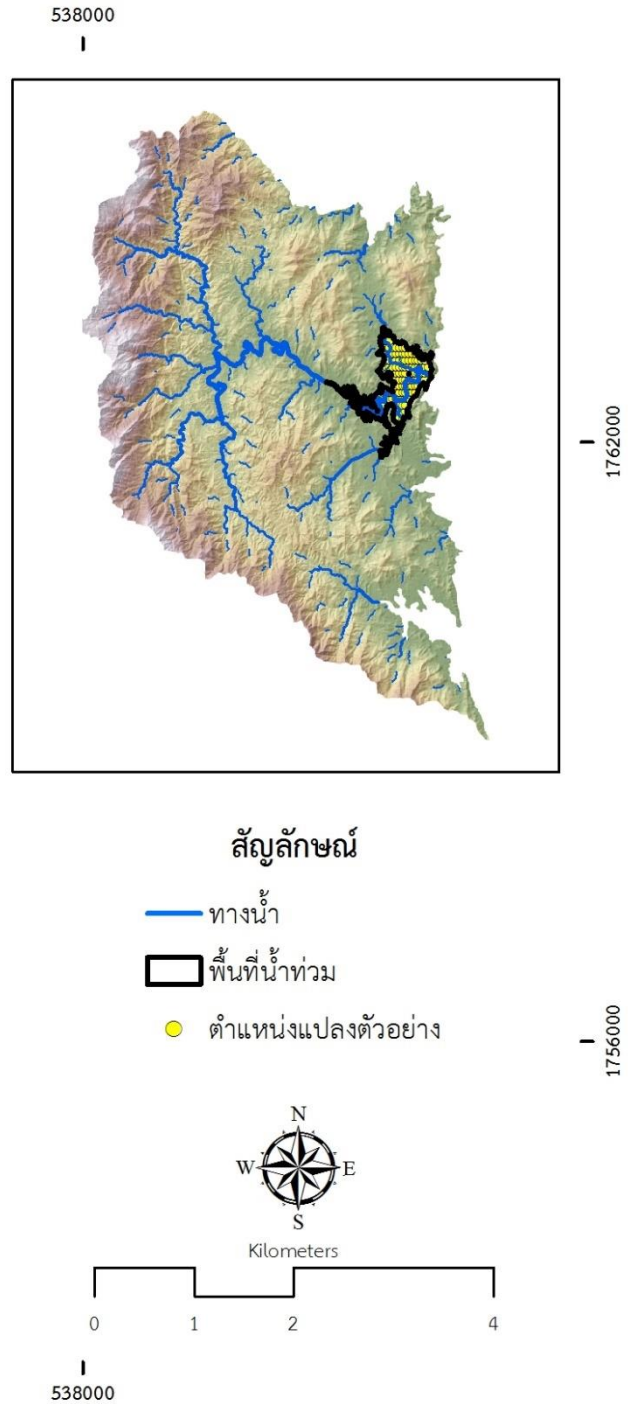 538000
1762000
สัญลักษณ์
ทางน้ำ
พื้นที่น้ำท่วม
ตำแหน่งแปลงตัวอย่าง
1756000
N
W E
S
Kilometers
0 1 2 4
538000